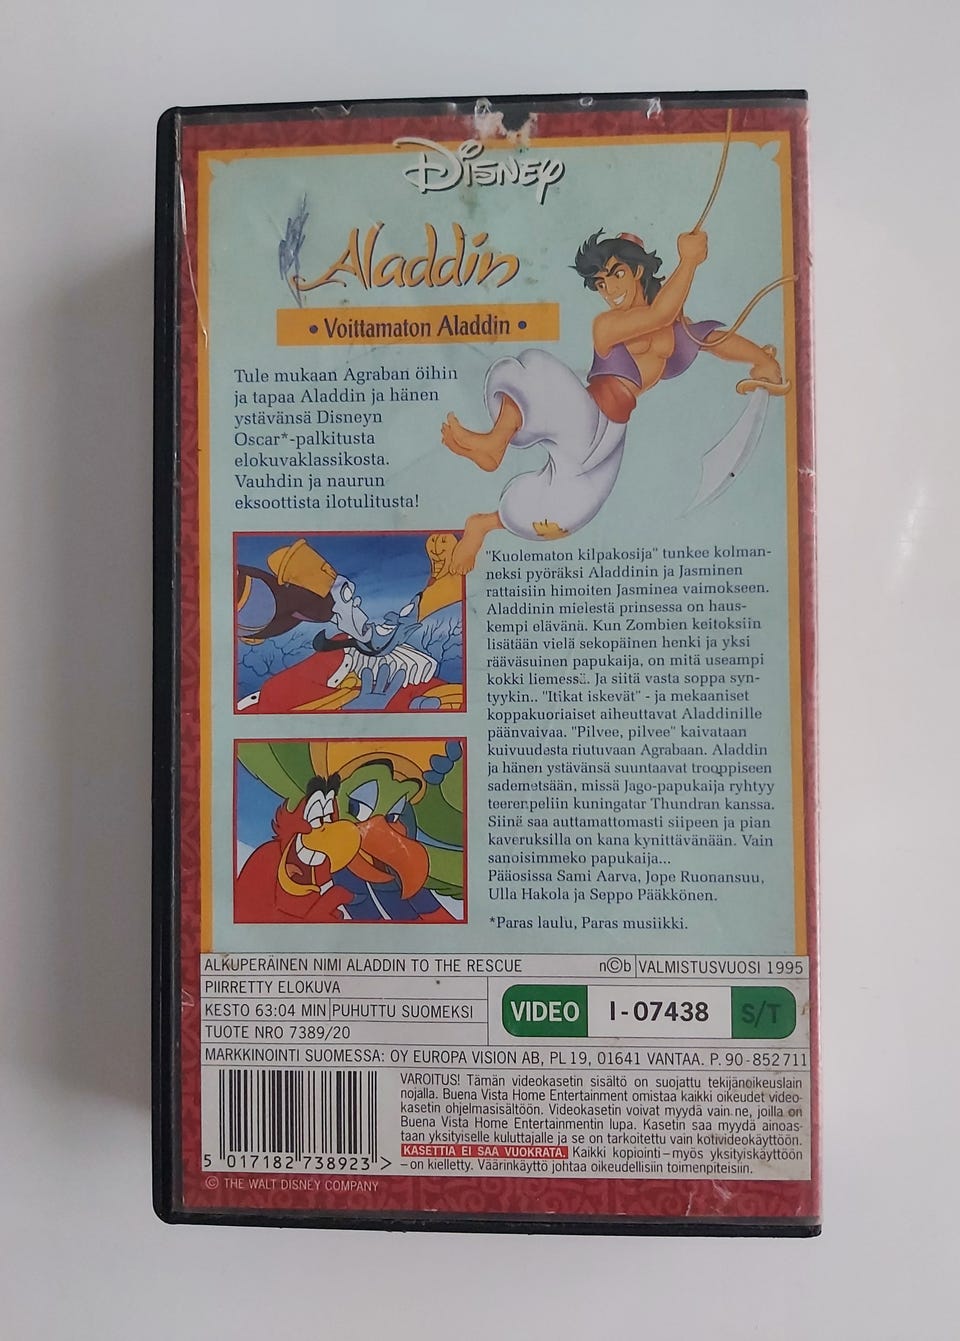 Disney
Aladdin
• Voittamaton Aladdin •
Tule mukaan Agraban öihin
ja tapaa Aladdin ja hänen
ystävänsä Disneyn
Oscar*-palkitusta
elokuvaklassikosta.
Vauhdin ja naurun
eksoottista ilotulitusta!
"Kuolematon kilpakosija" tunkee kolman-
neksi pyöräksi Aladdinin ja Jasminen
rattaisiin himoiten Jasminea vaimokseen.
Aladdinin mielestä prinsessa on haus-
kempi elävänä. Kun Zombien keitoksiin
lisätään vielä sekopäinen henki ja yksi
rääväsuinen papukaija, on mitä useampi
kokki liemessä. Ja siitä vasta soppa syn-
tyykin.. "Itikat iskevät" - ja mekaaniset
koppakuoriaiset aiheuttavat Aladdinille
päänvaivaa. "Pilvee, pilvee" kaivataan
kuivuudesta riutuvaan Agrabaan. Aladdin
ja hänen ystävänsä suuntaavat trooppiseen
sademetsään, missä Jago-papukaija ryhtyy
teerenpeliin kuningatar Thundran kanssa.
Siinä saa auttamattomasti siipeen ja pian
kaveruksilla on kana kynittävänään. Vain
sanoisimmeko papukaija...
Pääosissa Sami Aarva, Jope Ruonansuu,
Ulla Hakola ja Seppo Pääkkönen.
*Paras laulu, Paras musiikki.
ALKUPERÄINEN NIMI ALADDIN TO THE RESCUE n©b VALMISTUSVUOSI 1995
PIIRRETTY ELOKUVA
KESTO 63:04 MIN PUHUTTU SUOMEKSI
TUOTE NRO 7389/20
VIDEO I-07438 S/T
MARKKINOINTI SUOMESSA: OY EUROPA VISION AB, PL 19, 01641 VANTAA. P. 90-852711
VAROITUS! Tämän videokasetin sisältö on suojattu tekijänoikeuslain
nojalla. Buena Vista Home Entertainment omistaa kaikki oikeudet video-
kasetin ohjelmasisältöön. Videokasetin voivat myydä vain ne, joilla on
Buena Vista Home Entertainmentin lupa. Kasetin saa myydä ainoas-
taan yksityiselle kuluttajalle ja se on tarkoitettu vain kotivideokäyttöön.
KASETTIA EI SAA VUOKRATA. Kaikki kopiointi – myös yksityiskäyttöön
– on kielletty. Väärinkäyttö johtaa oikeudellisiin toimenpiteisiin.
5 017182 738923 >
© THE WALT DISNEY COMPANY